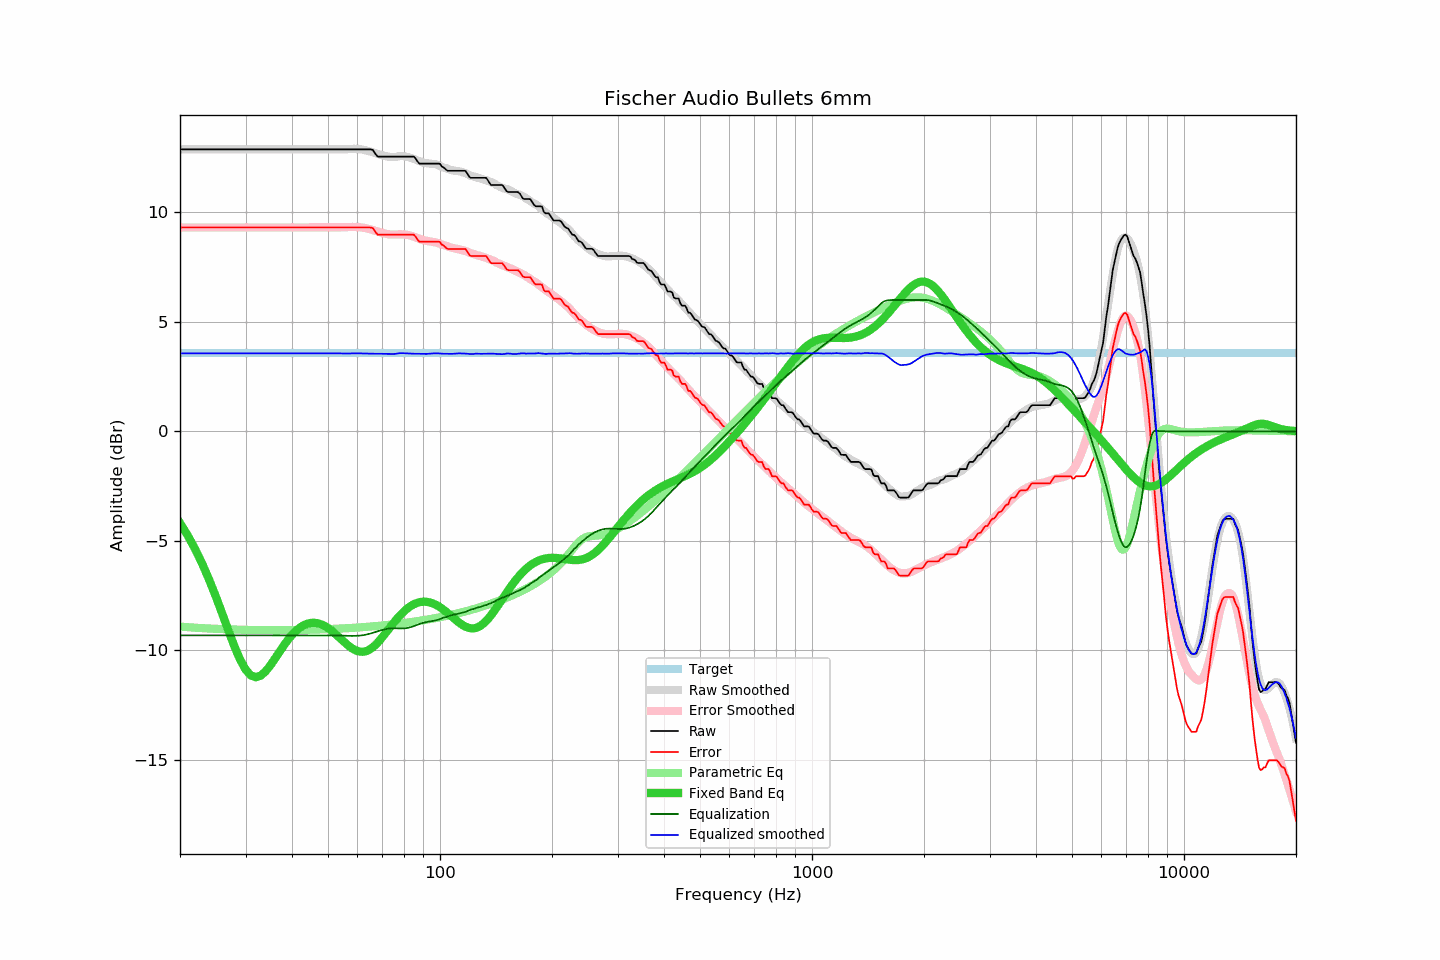 Fischer Audio Bullets 6mm
Amplitude (dBr)
10
5
0
−5
−10
−15
Target
Raw Smoothed
Error Smoothed
Raw
Error
Parametric Eq
Fixed Band Eq
Equalization
Equalized smoothed
100
1000
10000
Frequency (Hz)